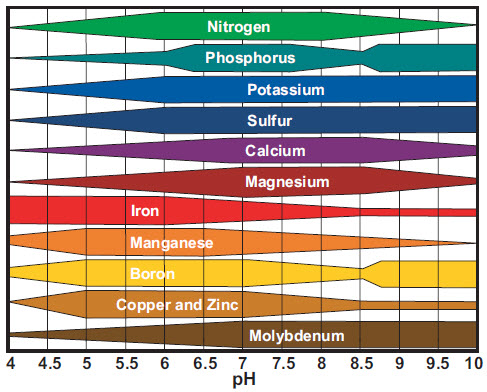 Nitrogen
Phosphorus
Potassium
Sulfur
Calcium
Magnesium
Iron
Manganese
Boron
Copper and Zinc
Molybdenum
4 4.5 5 5.5 6 6.5 7 7.5 8 8.5 9 9.5 10
pH